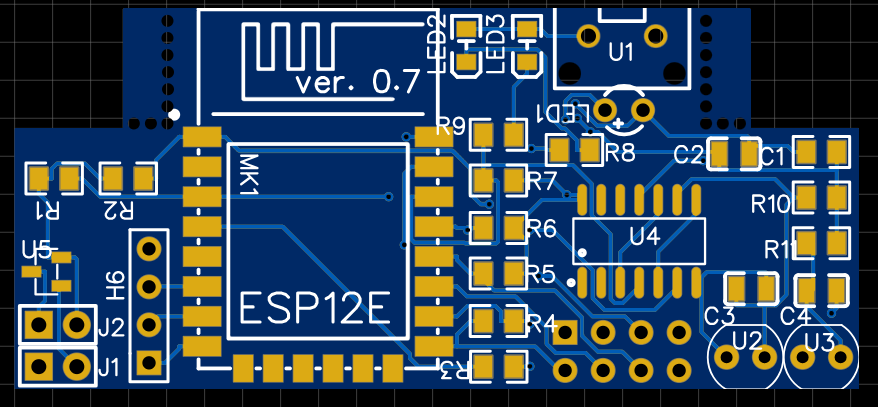 LED2
LED3
U1
ver. 0.7
LED1
R9
R8
C2
C1
MK1
R7
R1
R2
R10
R6
U4
R11
U5
H6
R5
ESP12E
R4
C3
C4
J2
U2
U3
J1
R3